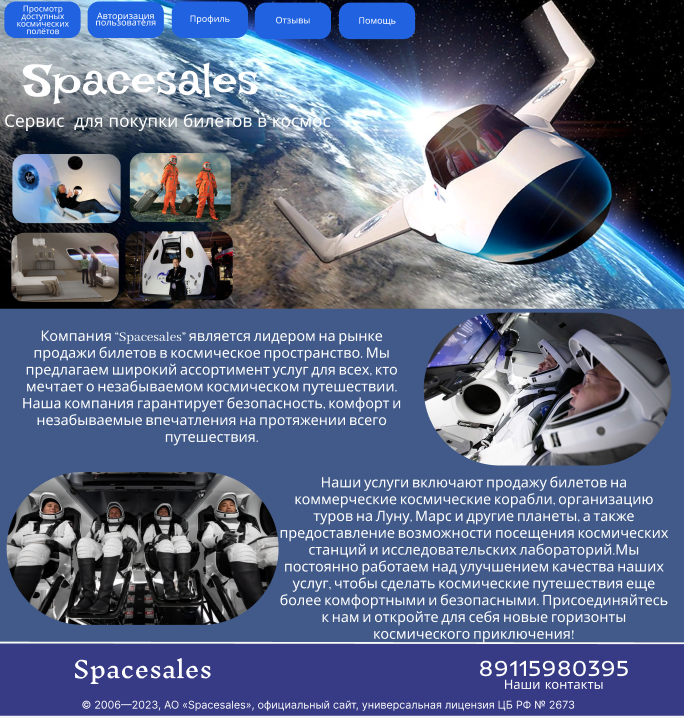 Просмотр
доступных
космических
полётов
Авторизация
пользователя
Профиль
Отзывы
Помощь
Spacesales
Сервис для покупки билетов в космос
Компания “Spacesales” является лидером на рынке
продажи билетов в космическое пространство. Мы
предлагаем широкий ассортимент услуг для всех, кто
мечтает о незабываемом космическом путешествии.
Наша компания гарантирует безопасность, комфорт и
незабываемые впечатления на протяжении всего
путешествия.
Наши услуги включают продажу билетов на
коммерческие космические корабли, организацию
туров на Луну, Марс и другие планеты, а также
предоставление возможности посещения космических
станций и исследовательских лабораторий.Мы
постоянно работаем над улучшением качества наших
услуг, чтобы сделать космические путешествия еще
более комфортными и безопасными. Присоединяйтесь
к нам и откройте для себя новые горизонты
космического приключения!
Spacesales
89115980395
Наши контакты
© 2006—2023, АО «Spacesales», официальный сайт, универсальная лицензия ЦБ РФ № 2673